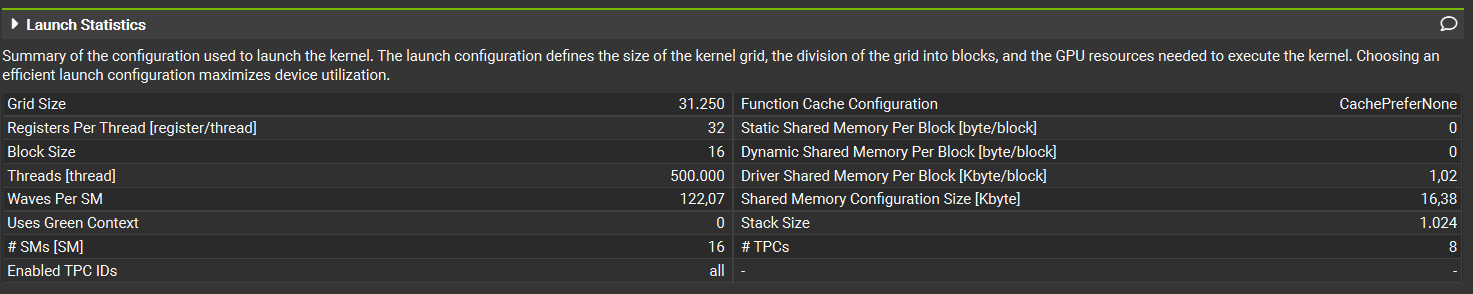 Launch Statistics
Summary of the configuration used to launch the kernel. The launch configuration defines the size of the kernel grid, the division of the grid into blocks, and the GPU resources needed to execute the kernel. Choosing an
efficient launch configuration maximizes device utilization.
Grid Size 31.250 Function Cache Configuration CachePreferNone
Registers Per Thread [register/thread] 32 Static Shared Memory Per Block [byte/block] 0
Block Size 16 Dynamic Shared Memory Per Block [byte/block] 0
Threads [thread] 500.000 Driver Shared Memory Per Block [Kbyte/block] 1,02
Waves Per SM 122,07 Shared Memory Configuration Size [Kbyte] 16,38
Uses Green Context 0 Stack Size 1.024
# SMs [SM] 16 # TPCs 8
Enabled TPC IDs all - -